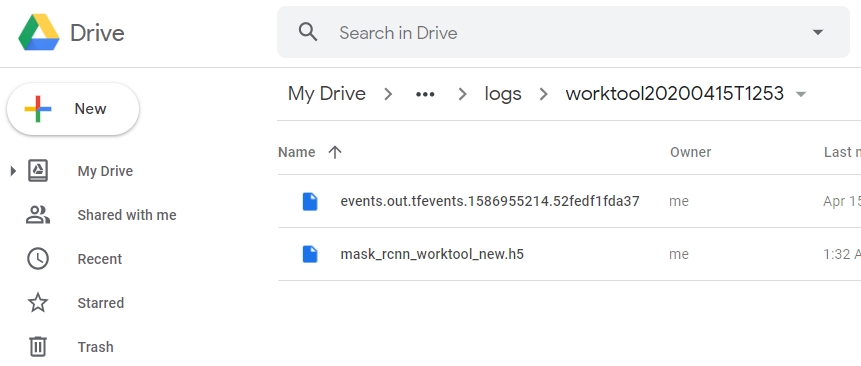 Drive
Search in Drive
My Drive > ... > logs > worktool20200415T1253
New
Name Owner Last
My Drive
events.out.tfevents.1586955214.52fedf1fda37 me Apr 15
Shared with me
mask_rcnn_worktool_new.h5 me 1:32
Recent
Starred
Trash